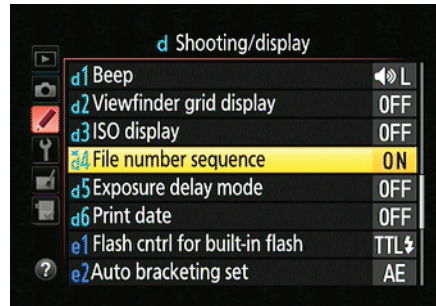 d Shooting/display
d1 Beep L
d2 Viewfinder grid display OFF
d3 ISO display OFF
d4 File number sequence ON
d5 Exposure delay mode OFF
d6 Print date OFF
e1 Flash cntrl for built-in flash TTL
e2 Auto bracketing set AE
?